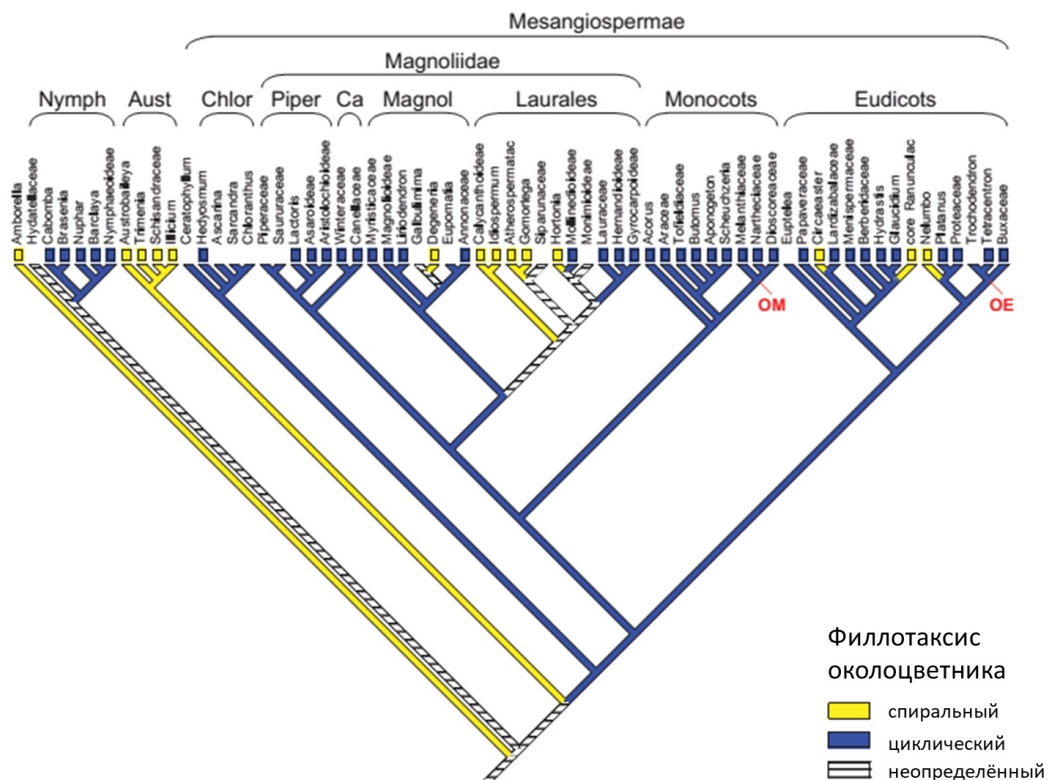 Mesangiospermae
Magnoliidae
Nymph Aust Chlor Piper Ca Magnol Laurales Monocots Eudicots
Amborella
Hydatellaceae
Cabomba
Brasenia
Nuphar
Barclaya
Nymphaeoideae
Austrobaileya
Trimenia
Schisandraceae
Illicium
Ceratophyllum
Hedyosmum
Ascarina
Sarcandra
Chloranthus
Piperaceae
Saururaceae
Lactoris
Asaroideae
Aristolochioideae
Winteraceae
Canellaceae
Myristicaceae
Magnolioideae
Liriodendron
Galbulimima
Degeneria
Eupomatia
Annonaceae
Calycanthoideae
Idiospermum
Atherospermatac
Gomortega
Siparunaceae
Hortonia
Mollinedioideae
Monimioideae
Lauraceae
Hernandioideae
Gyrocarpoideae
Acorus
Araceae
Tofieldiaceae
Butomus
Aponogeton
Scheuchzeria
Melanthiaceae
Nartheciaceae
Dioscoreaceae
Euptelea
Papaveraceae
Circaeaster
Lardizabalaceae
Menispermaceae
Berberidaceae
Hydrastis
Glaucidium
core Ranunculac
Nelumbo
Platanus
Proteaceae
Trochodendron
Tetracentron
Buxaceae
OM
OE
Филлотаксис
околоцветника
спиральный
циклический
неопределённый